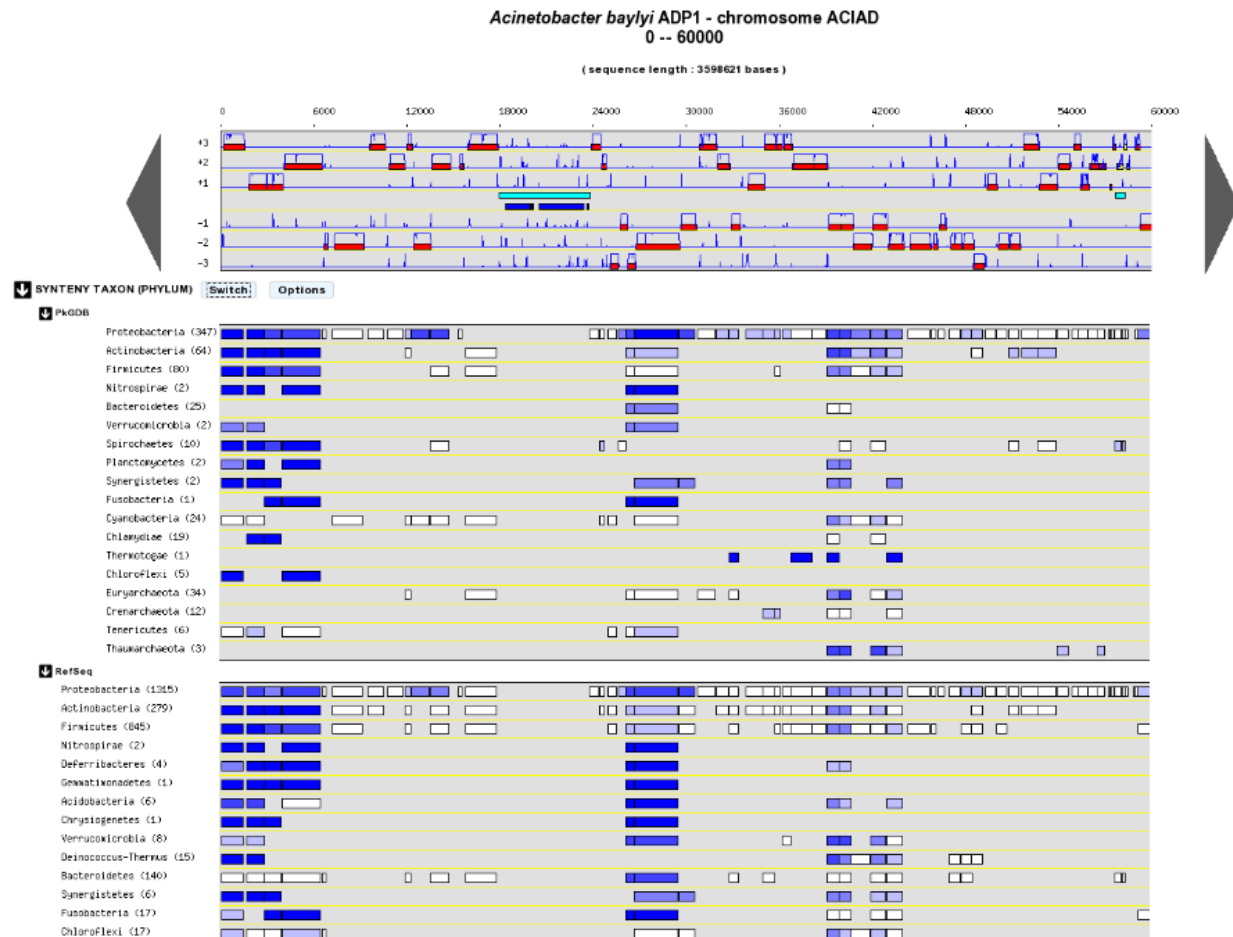 Acinetobacter baylyi ADP1 - chromosome ACIAD
0 -- 60000
( sequence length : 3598621 bases )
0 6000 12000 18000 24000 30000 36000 42000 48000 54000 60000
+3
+2
+1
-1
-2
-3
SYNTENY TAXON (PHYLUM) Switch Options
PkGDB
Proteobacteria (347)
Actinobacteria (64)
Firmicutes (80)
Nitrospirae (2)
Bacteroidetes (25)
Verrucomicrobia (2)
Spirochaetes (10)
Planctomycetes (2)
Synergistetes (2)
Fusobacteria (1)
Cyanobacteria (24)
Chlamydiae (19)
Thermotogae (1)
Chloroflexi (5)
Euryarchaeota (34)
Crenarchaeota (12)
Tenericutes (6)
Thaumarchaeota (3)
RefSeq
Proteobacteria (1315)
Actinobacteria (279)
Firmicutes (845)
Nitrospirae (2)
Deferribacteres (4)
Gemmatimonadetes (1)
Acidobacteria (6)
Chrysiogenetes (1)
Verrucomicrobia (8)
Deinococcus-Thermus (15)
Bacteroidetes (140)
Synergistetes (6)
Fusobacteria (17)
Chloroflexi (17)